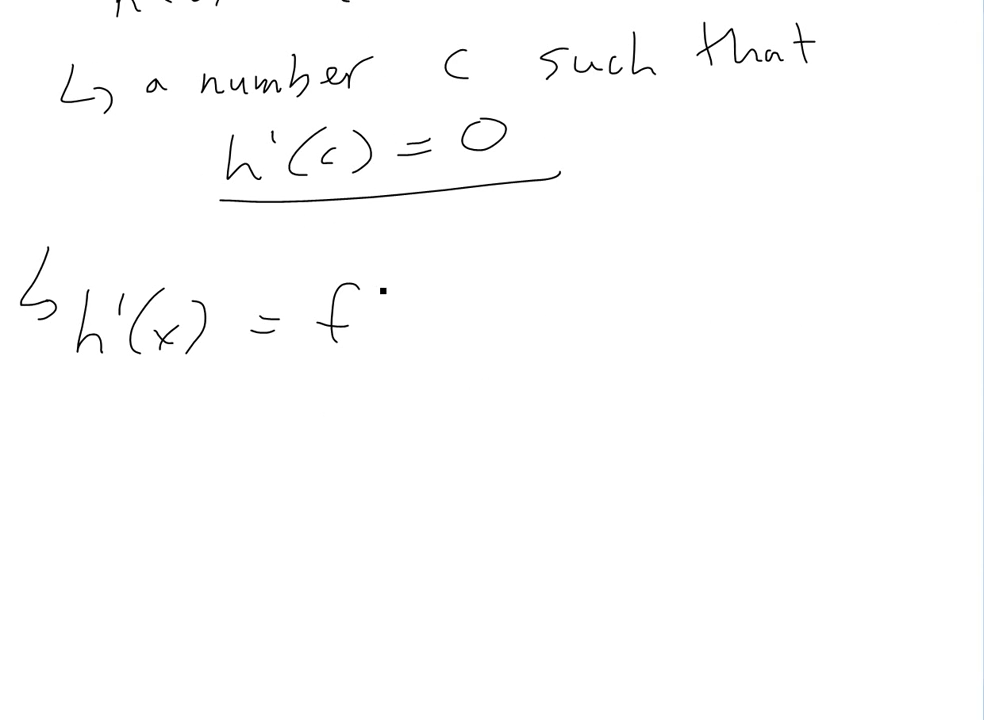 ↳ a number c such that
h'(c) = 0
↳ h'(x) = f